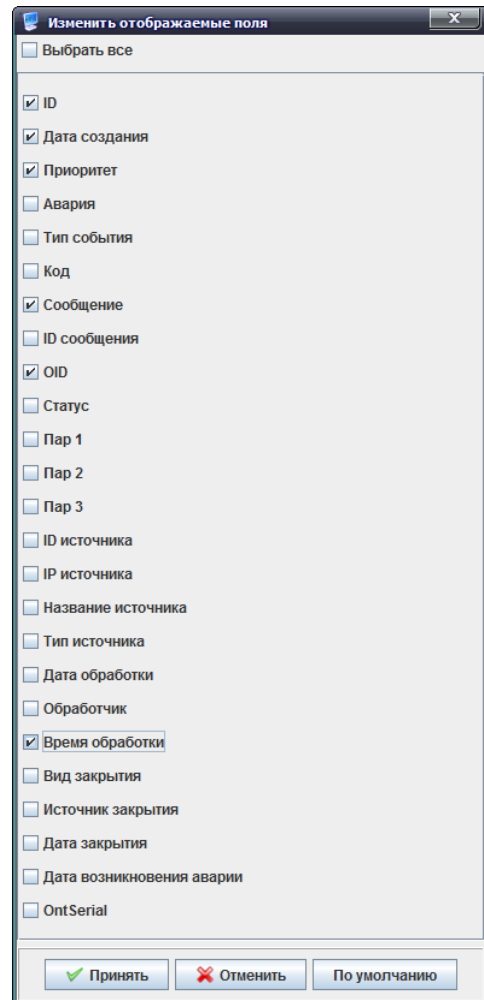 Изменить отображаемые поля
Выбрать все
ID
Дата создания
Приоритет
Авария
Тип события
Код
Сообщение
ID сообщения
OID
Статус
Пар 1
Пар 2
Пар 3
ID источника
IP источника
Название источника
Тип источника
Дата обработки
Обработчик
Время обработки
Вид закрытия
Источник закрытия
Дата закрытия
Дата возникновения аварии
OntSerial
Принять Отменить По умолчанию